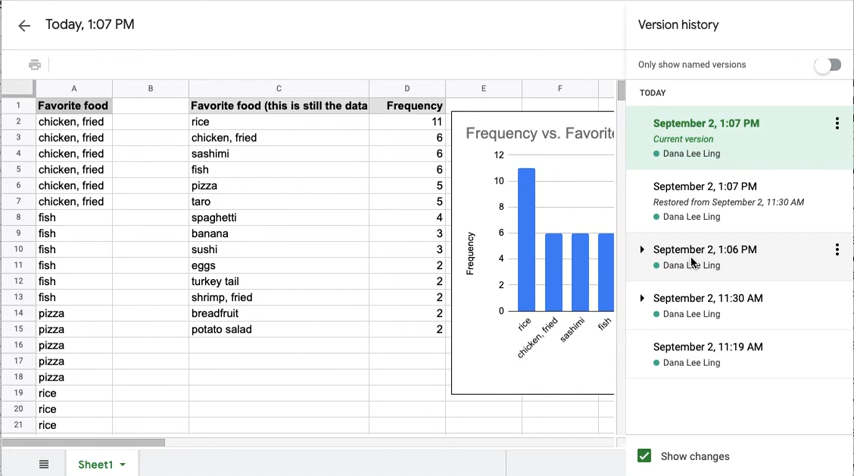 Today, 1:07 PM
Version history
Only show named versions
A B C D E F
1 Favorite food Favorite food (this is still the data Frequency
2 chicken, fried rice 11
3 chicken, fried chicken, fried 6
4 chicken, fried sashimi 6
5 chicken, fried fish 6
6 chicken, fried pizza 5
7 chicken, fried taro 5
8 fish spaghetti 4
9 fish banana 3
10 fish sushi 3
11 fish eggs 2
12 fish turkey tail 2
13 fish shrimp, fried 2
14 pizza breadfruit 2
15 pizza potato salad 2
16 pizza
17 pizza
18 pizza
19 rice
20 rice
21 rice
Frequency vs. Favorite
12
10
8
6
4
2
0
Frequency
rice
chicken, fried
sashimi
fish
TODAY
September 2, 1:07 PM
Current version
Dana Lee Ling
September 2, 1:07 PM
Restored from September 2, 11:30 AM
Dana Lee Ling
September 2, 1:06 PM
Dana Lee Ling
September 2, 11:30 AM
Dana Lee Ling
September 2, 11:19 AM
Dana Lee Ling
Sheet1
Show changes